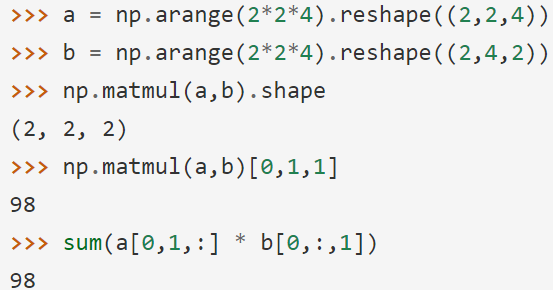 >>> a = np.arange(2*2*4).reshape((2,2,4))
>>> b = np.arange(2*2*4).reshape((2,4,2))
>>> np.matmul(a,b).shape
(2, 2, 2)
>>> np.matmul(a,b)[0,1,1]
98
>>> sum(a[0,1,:] * b[0,:,1])
98